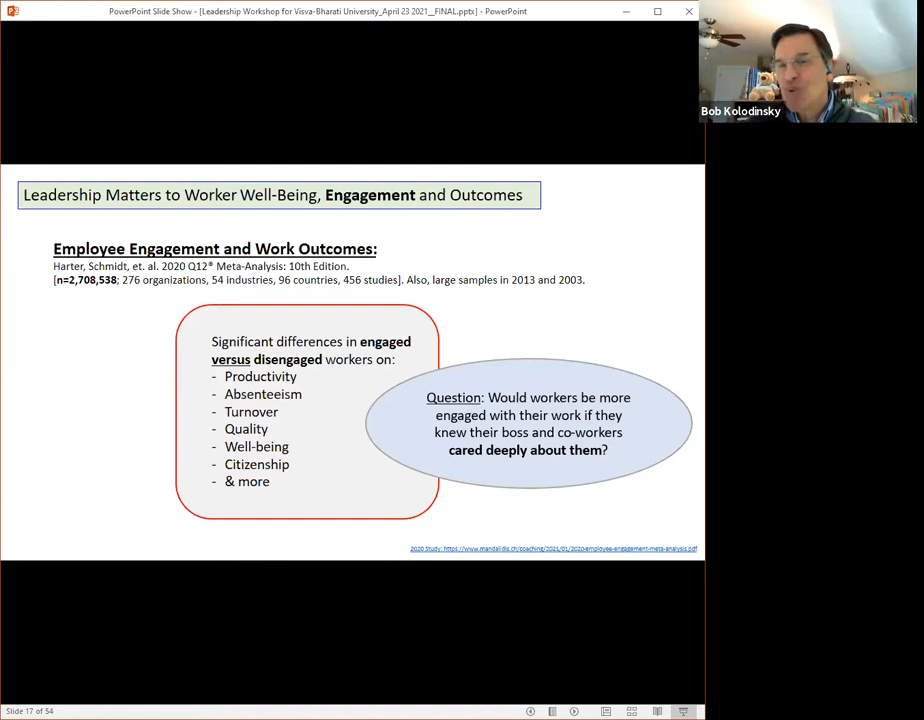 PowerPoint Slide Show - [Leadership Workshop for Visva-Bharati University_April 23 2021__FINAL.pptx] - PowerPoint
Bob Kolodinsky
Leadership Matters to Worker Well-Being, Engagement and Outcomes
Employee Engagement and Work Outcomes:
Harter, Schmidt, et. al. 2020 Q12® Meta-Analysis: 10th Edition.
[n=2,708,538; 276 organizations, 54 industries, 96 countries, 456 studies]. Also, large samples in 2013 and 2003.
Significant differences in engaged
versus disengaged workers on:
- Productivity
- Absenteeism
- Turnover
- Quality
- Well-being
- Citizenship
- & more
Question: Would workers be more
engaged with their work if they
knew their boss and co-workers
cared deeply about them?
2020 Study: https://www.mandalidis.ch/coaching/2021/01/2020-employee-engagement-meta-analysis.pdf
Slide 17 of 54